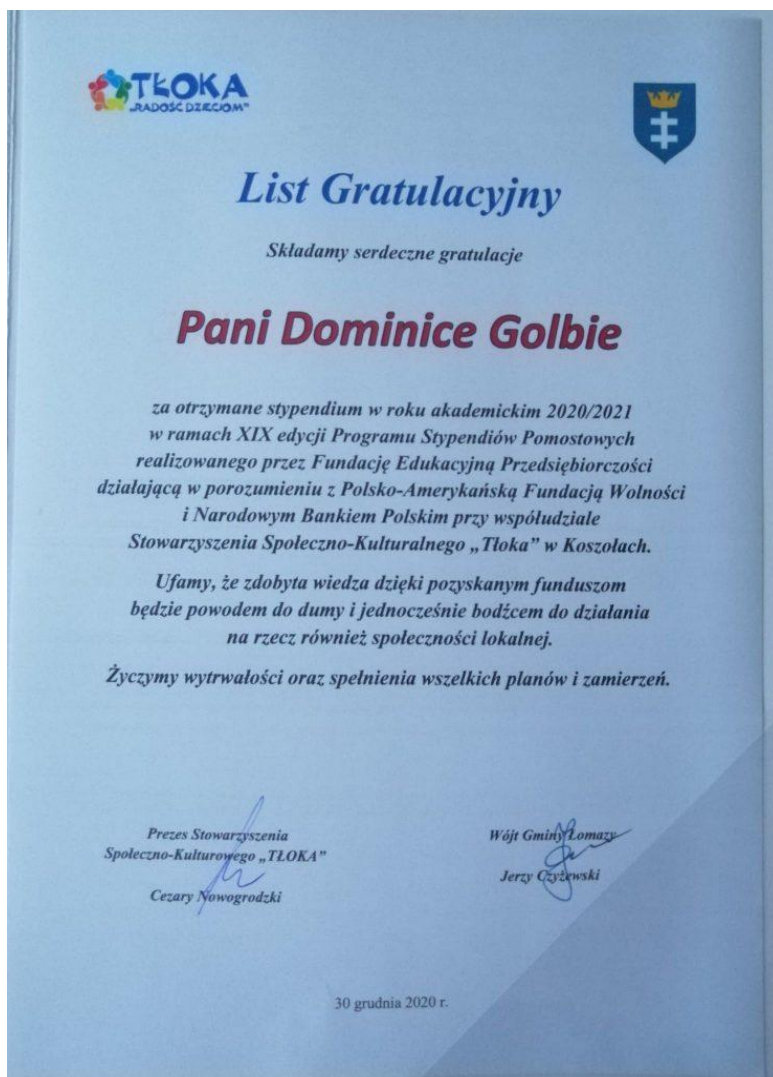 TŁOKA
„RADOŚĆ DZIECIOM"
List Gratulacyjny
Składamy serdeczne gratulacje
Pani Dominice Golbie
za otrzymane stypendium w roku akademickim 2020/2021
w ramach XIX edycji Programu Stypendiów Pomostowych
realizowanego przez Fundację Edukacyjną Przedsiębiorczości
działającą w porozumieniu z Polsko-Amerykańską Fundacją Wolności
i Narodowym Bankiem Polskim przy współudziale
Stowarzyszenia Społeczno-Kulturalnego „Tłoka” w Koszołach.
Ufamy, że zdobyta wiedza dzięki pozyskanym funduszom
będzie powodem do dumy i jednocześnie bodźcem do działania
na rzecz również społeczności lokalnej.
Życzymy wytrwałości oraz spełnienia wszelkich planów i zamierzeń.
Prezes Stowarzyszenia
Społeczno-Kulturowego „TŁOKA”
Cezary Nowogrodzki
Wójt Gminy Łomazy
Jerzy Czyżewski
30 grudnia 2020 r.